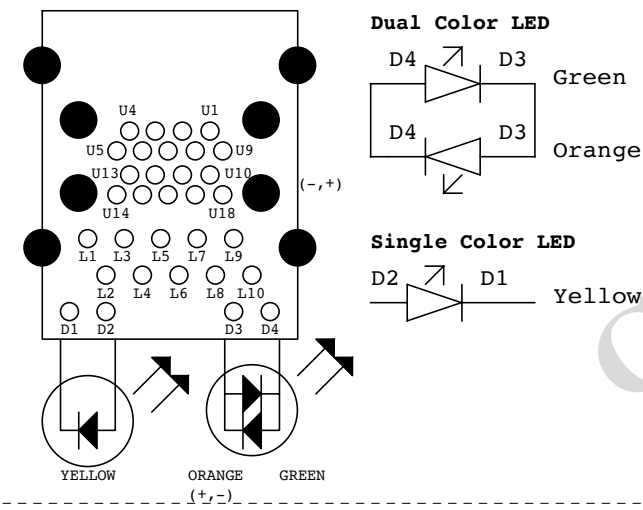 Dual Color LED
D4 D3
Green
D4 D3
Orange
U4 U1
U5 U9
U13 U10
(-,+)
U14 U18
L1 L3 L5 L7 L9
L2 L4 L6 L8 L10
D1 D2 D3 D4
Single Color LED
D2 D1
Yellow
YELLOW ORANGE GREEN
(+,-)